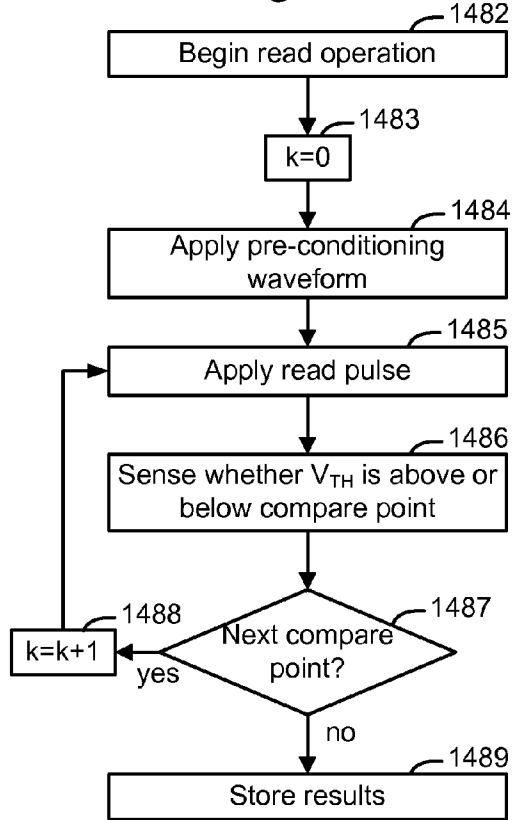 1482
Begin read operation
1483
k=0
1484
Apply pre-conditioning
waveform
1485
Apply read pulse
1486
Sense whether VTH is above or
below compare point
1487
Next compare
point?
1488
k=k+1
yes
no
1489
Store results